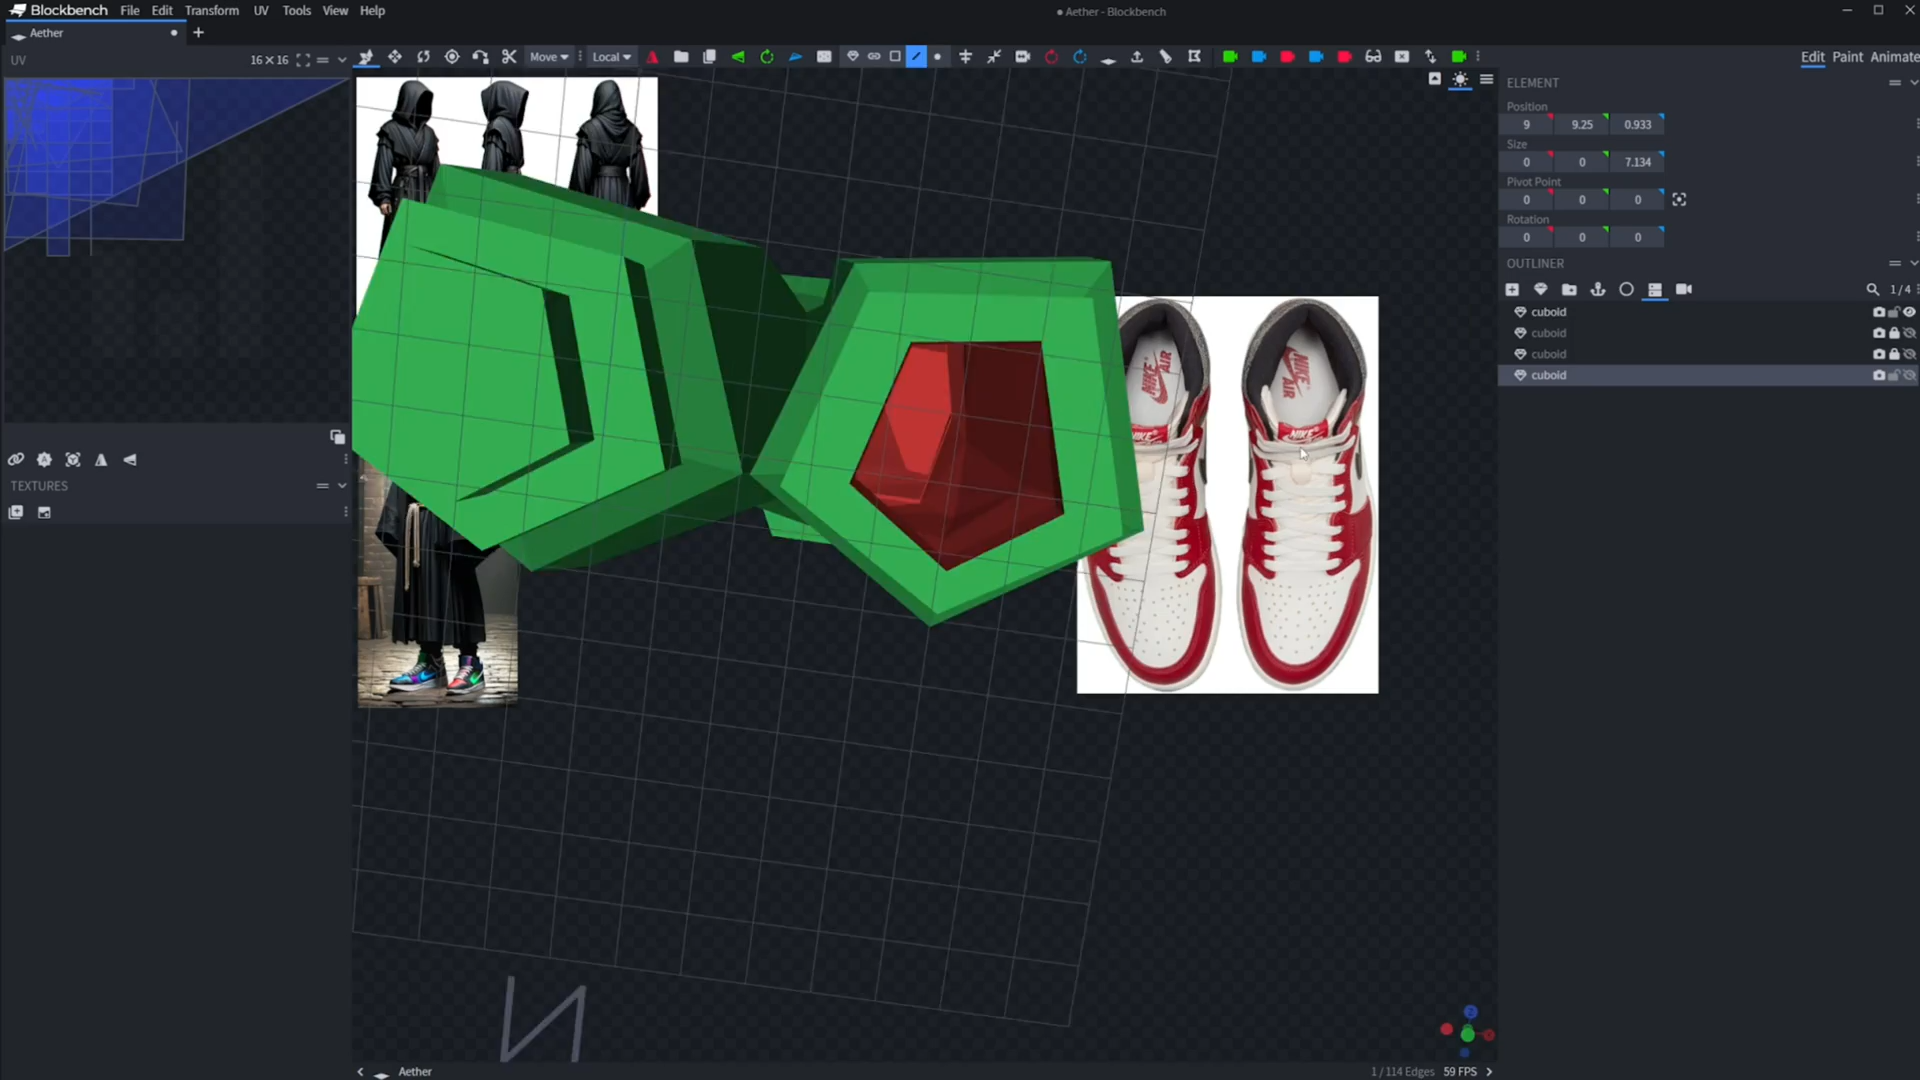 Blockbench File Edit Transform UV Tools View Help
Aether - Blockbench
Aether
UV 16×16
Move Local
Edit Paint Animate
ELEMENT
Position
9 9.25 0.933
Size
0 0 7.134
Pivot Point
0 0 0
Rotation
0 0 0
OUTLINER
1/4
cuboid
cuboid
cuboid
cuboid
TEXTURES
NIKE AIR
NIKE AIR
NIKE
NIKE
N
Z
Aether
1 / 114 Edges 59 FPS